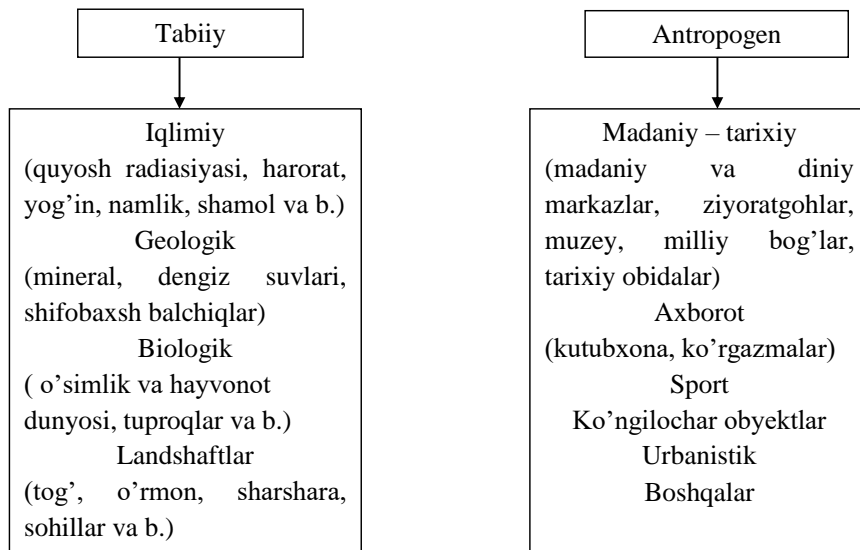 Tabiiy
Iqlimiy
(quyosh radiasiyasi, harorat,
yog’in, namlik, shamol va b.)
Geologik
(mineral, dengiz suvlari,
shifobaxsh balchiqlar)
Biologik
( o’simlik va hayvonot
dunyosi, tuproqlar va b.)
Landshaftlar
(tog’, o’rmon, sharshara,
sohillar va b.)
Antropogen
Madaniy – tarixiy
(madaniy va diniy
markazlar, ziyoratgohlar,
muzey, milliy bog’lar,
tarixiy obidalar)
Axborot
(kutubxona, ko’rgazmalar)
Sport
Ko’ngilochar obyektlar
Urbanistik
Boshqalar